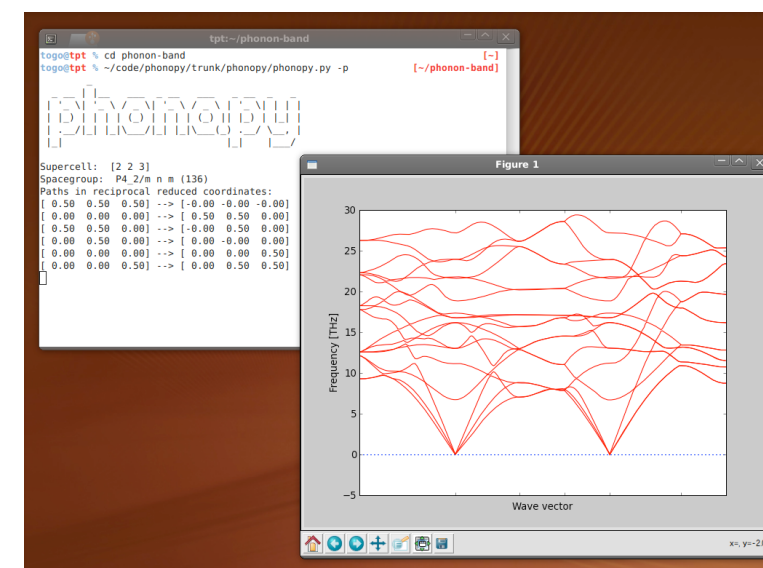 tpt:~/phonon-band
togo@tpt % cd phonon-band [~]
togo@tpt % ~/code/phonopy/trunk/phonopy/phonopy.py -p [~/phonon-band]
phonopy
Supercell: [2 2 3]
Spacegroup: P4_2/m n m (136)
Paths in reciprocal reduced coordinates:
[ 0.50 0.50 0.50] --> [-0.00 -0.00 -0.00]
[ 0.00 0.00 0.00] --> [ 0.50 0.50 0.00]
[ 0.50 0.50 0.00] --> [-0.00 0.50 0.00]
[ 0.00 0.50 0.00] --> [ 0.00 -0.00 0.00]
[ 0.00 0.00 0.00] --> [ 0.00 0.00 0.50]
[ 0.00 0.00 0.50] --> [ 0.00 0.50 0.50]
Figure 1
30
25
20
15
10
5
0
−5
Frequency [THz]
Wave vector